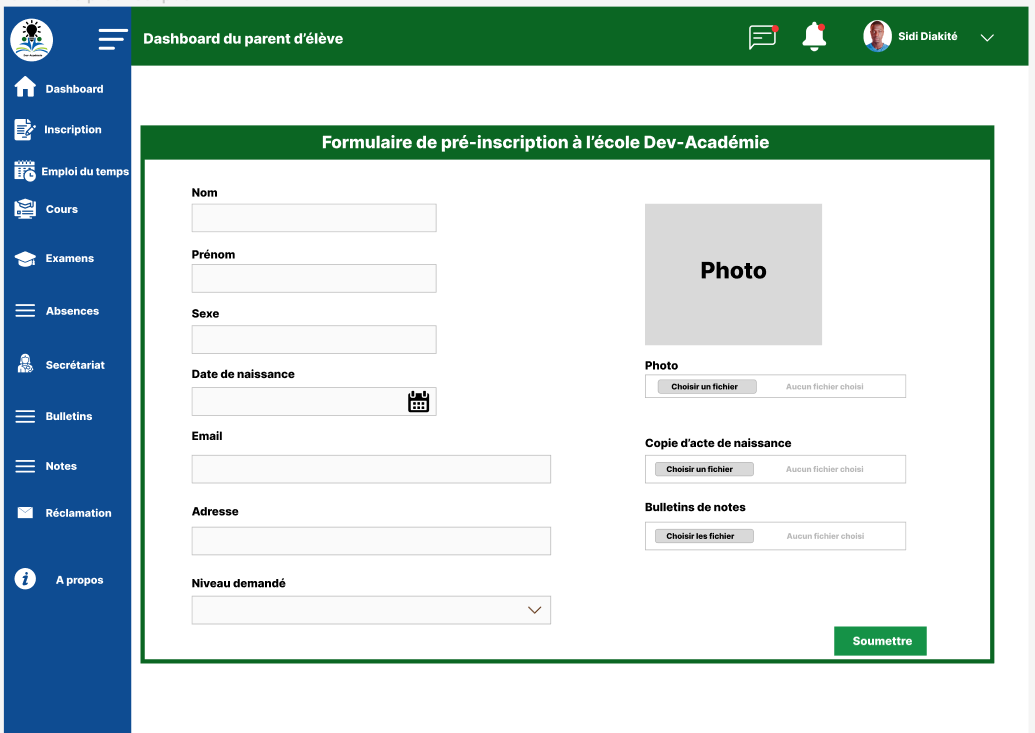 Dashboard du parent d'élève
Sidi Diakité
Dashboard
Inscription
Emploi du temps
Cours
Examens
Absences
Secrétariat
Bulletins
Notes
Réclamation
A propos
Formulaire de pré-inscription à l'école Dev-Académie
Nom
Prénom
Sexe
Date de naissance
Email
Adresse
Niveau demandé
Photo
Photo
Choisir un fichier Aucun fichier choisi
Copie d'acte de naissance
Choisir un fichier Aucun fichier choisi
Bulletins de notes
Choisir les fichier Aucun fichier choisi
Soumettre